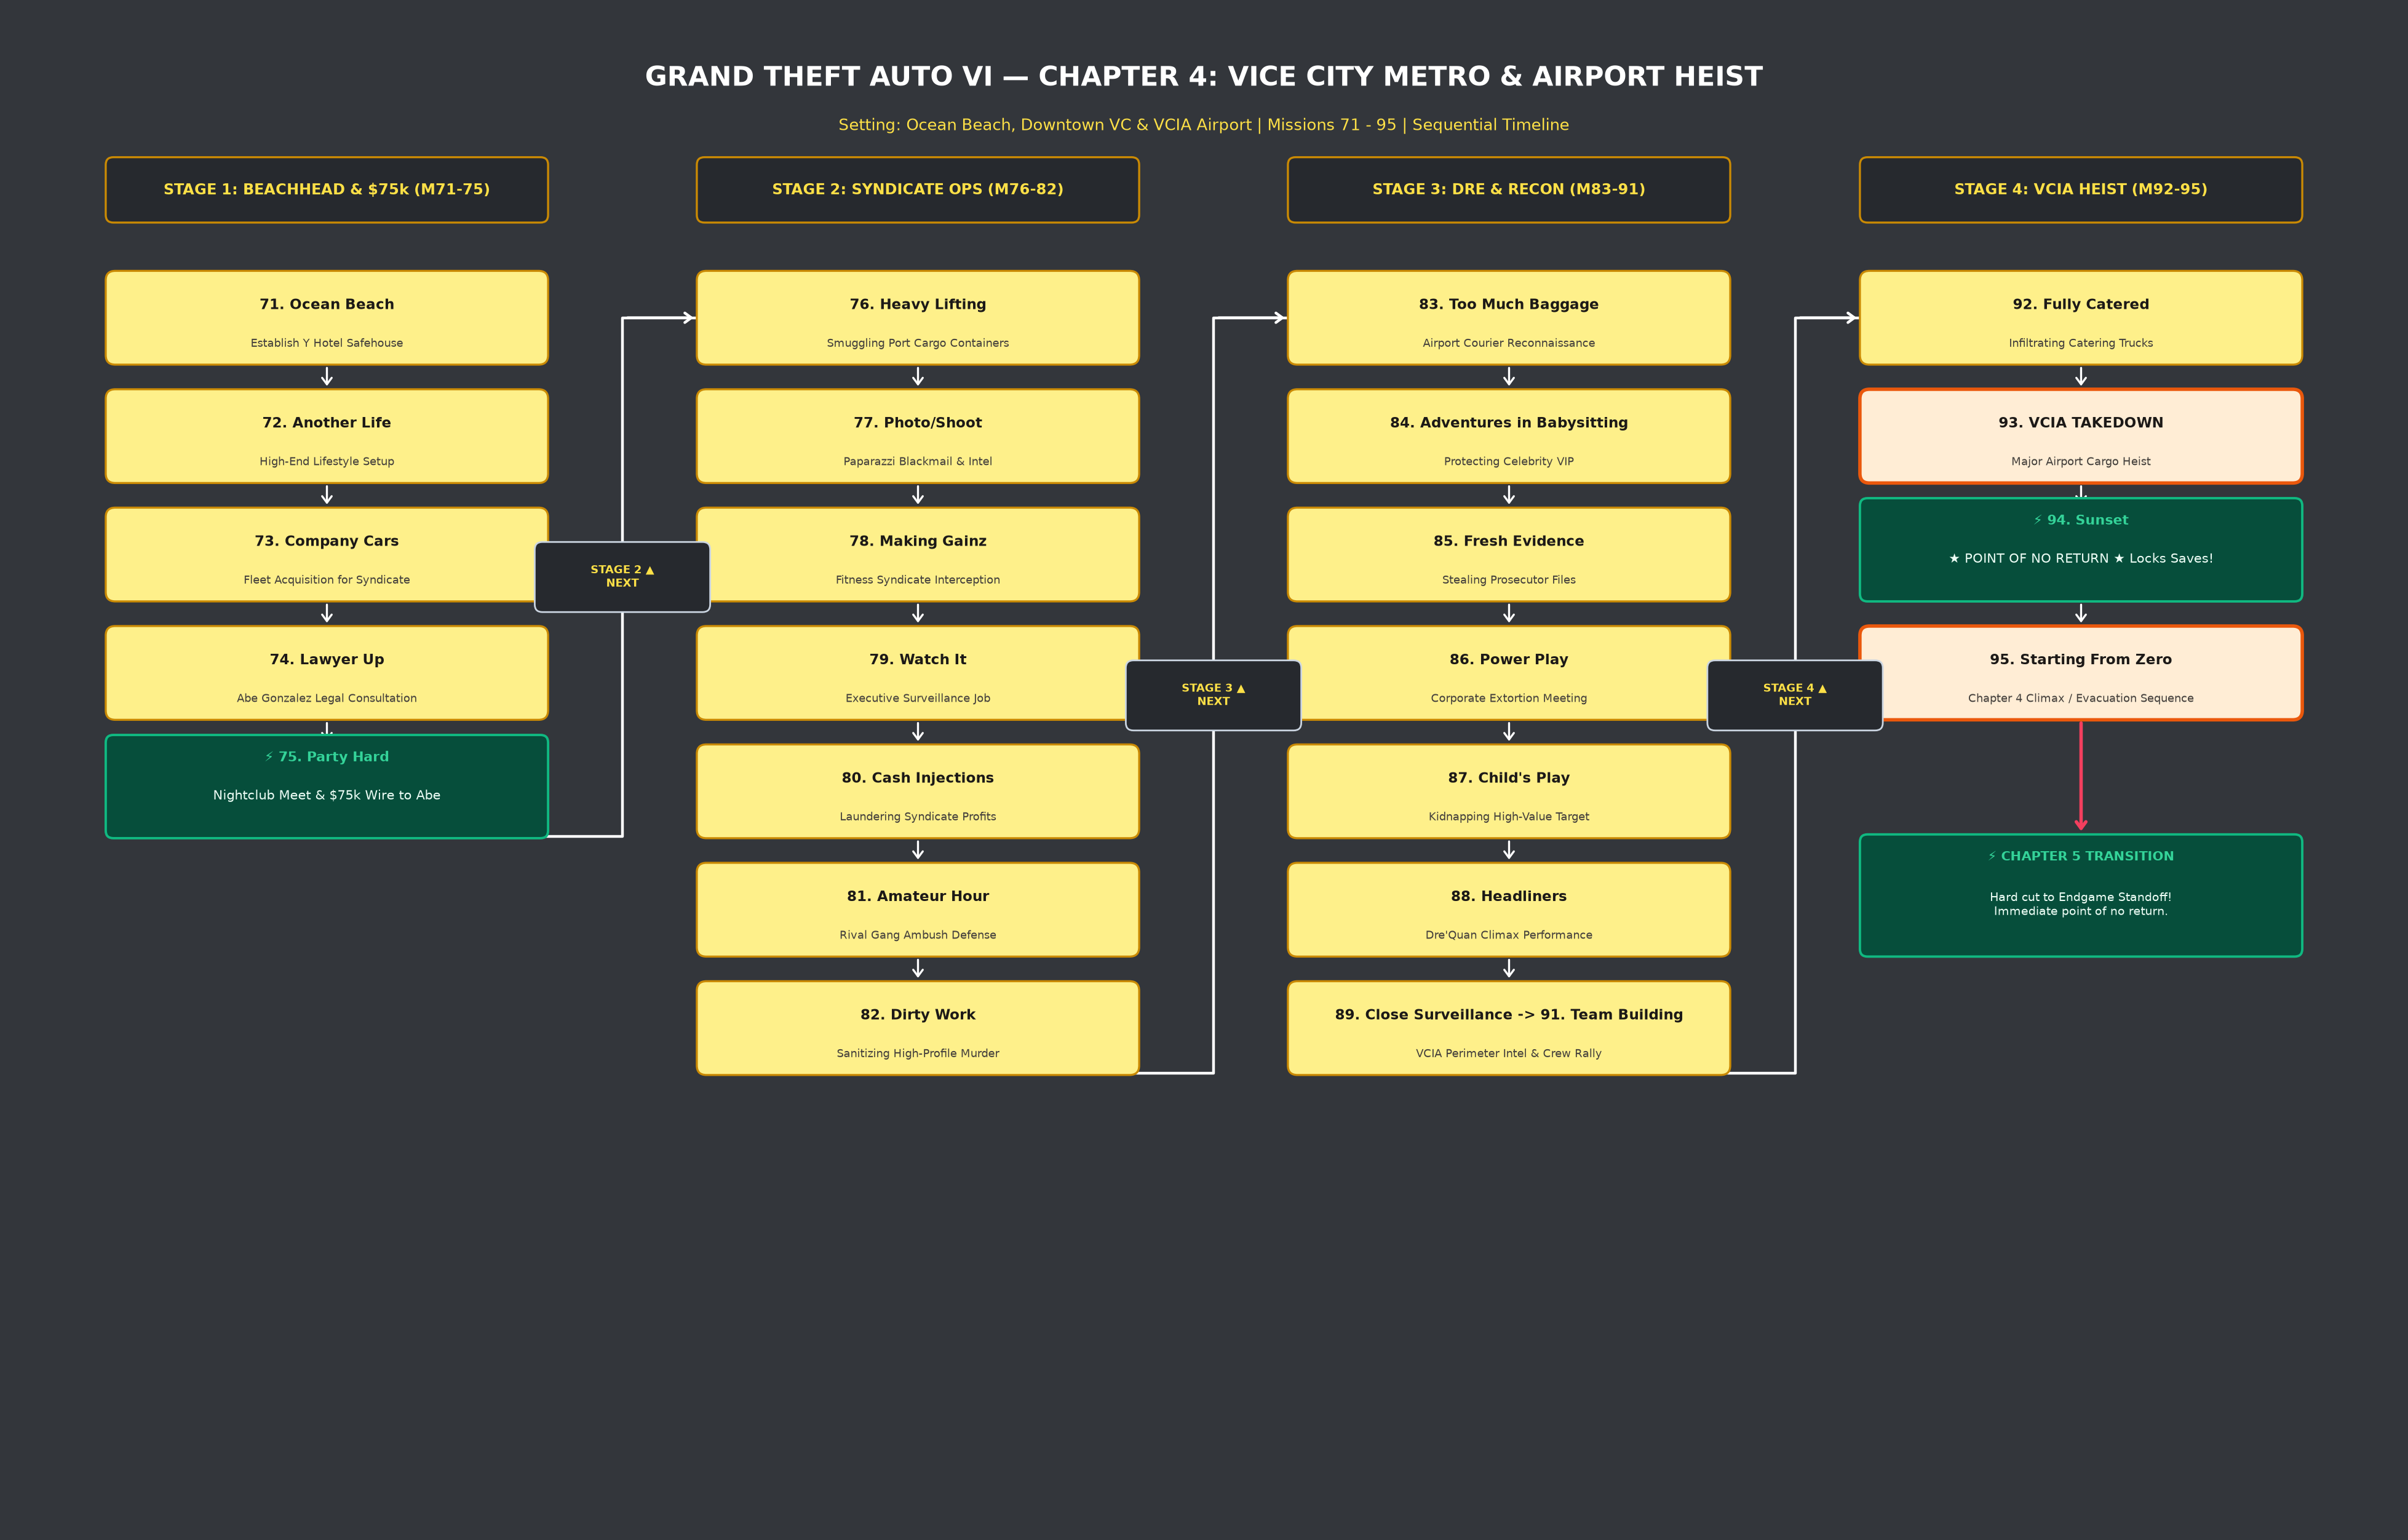 GRAND THEFT AUTO VI — CHAPTER 4: VICE CITY METRO & AIRPORT HEIST
Setting: Ocean Beach, Downtown VC & VCIA Airport | Missions 71 - 95 | Sequential Timeline
STAGE 1: BEACHHEAD & $75k (M71-75)
71. Ocean Beach
Establish Y Hotel Safehouse
72. Another Life
High-End Lifestyle Setup
73. Company Cars
Fleet Acquisition for Syndicate
74. Lawyer Up
Abe Gonzalez Legal Consultation
⚡ 75. Party Hard
Nightclub Meet & $75k Wire to Abe
STAGE 2 ▲
NEXT
STAGE 2: SYNDICATE OPS (M76-82)
76. Heavy Lifting
Smuggling Port Cargo Containers
77. Photo/Shoot
Paparazzi Blackmail & Intel
78. Making Gainz
Fitness Syndicate Interception
79. Watch It
Executive Surveillance Job
80. Cash Injections
Laundering Syndicate Profits
81. Amateur Hour
Rival Gang Ambush Defense
82. Dirty Work
Sanitizing High-Profile Murder
STAGE 3 ▲
NEXT
STAGE 3: DRE & RECON (M83-91)
83. Too Much Baggage
Airport Courier Reconnaissance
84. Adventures in Babysitting
Protecting Celebrity VIP
85. Fresh Evidence
Stealing Prosecutor Files
86. Power Play
Corporate Extortion Meeting
87. Child's Play
Kidnapping High-Value Target
88. Headliners
Dre'Quan Climax Performance
89. Close Surveillance -> 91. Team Building
VCIA Perimeter Intel & Crew Rally
STAGE 4 ▲
NEXT
STAGE 4: VCIA HEIST (M92-95)
92. Fully Catered
Infiltrating Catering Trucks
93. VCIA TAKEDOWN
Major Airport Cargo Heist
⚡ 94. Sunset
★ POINT OF NO RETURN ★ Locks Saves!
95. Starting From Zero
Chapter 4 Climax / Evacuation Sequence
⚡ CHAPTER 5 TRANSITION
Hard cut to Endgame Standoff!
Immediate point of no return.